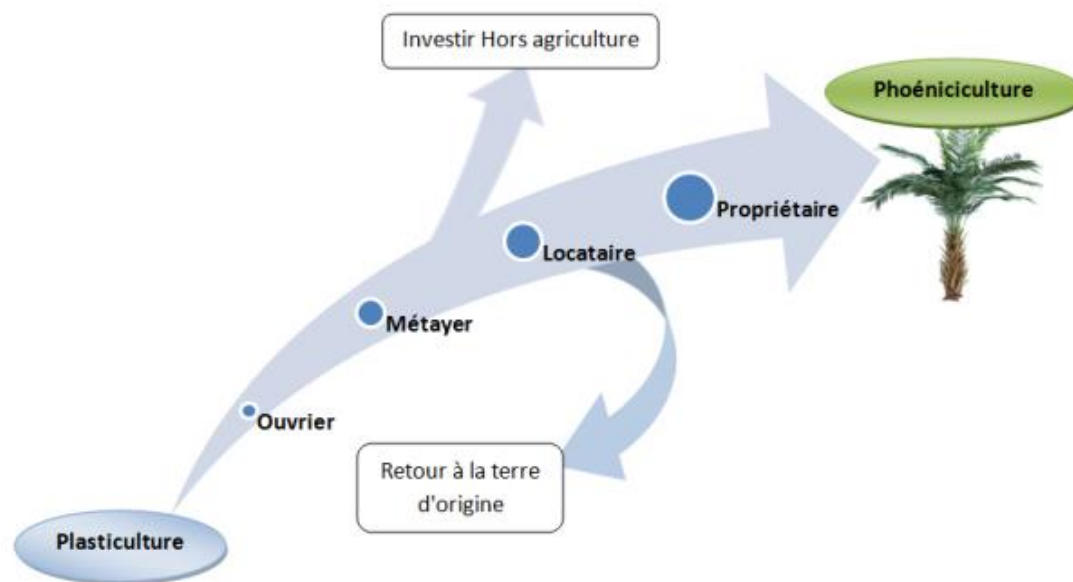 Investir Hors agriculture
Phoéniciculture
Propriétaire
Locataire
Métayer
Ouvrier
Retour à la terre
d'origine
Plasticulture